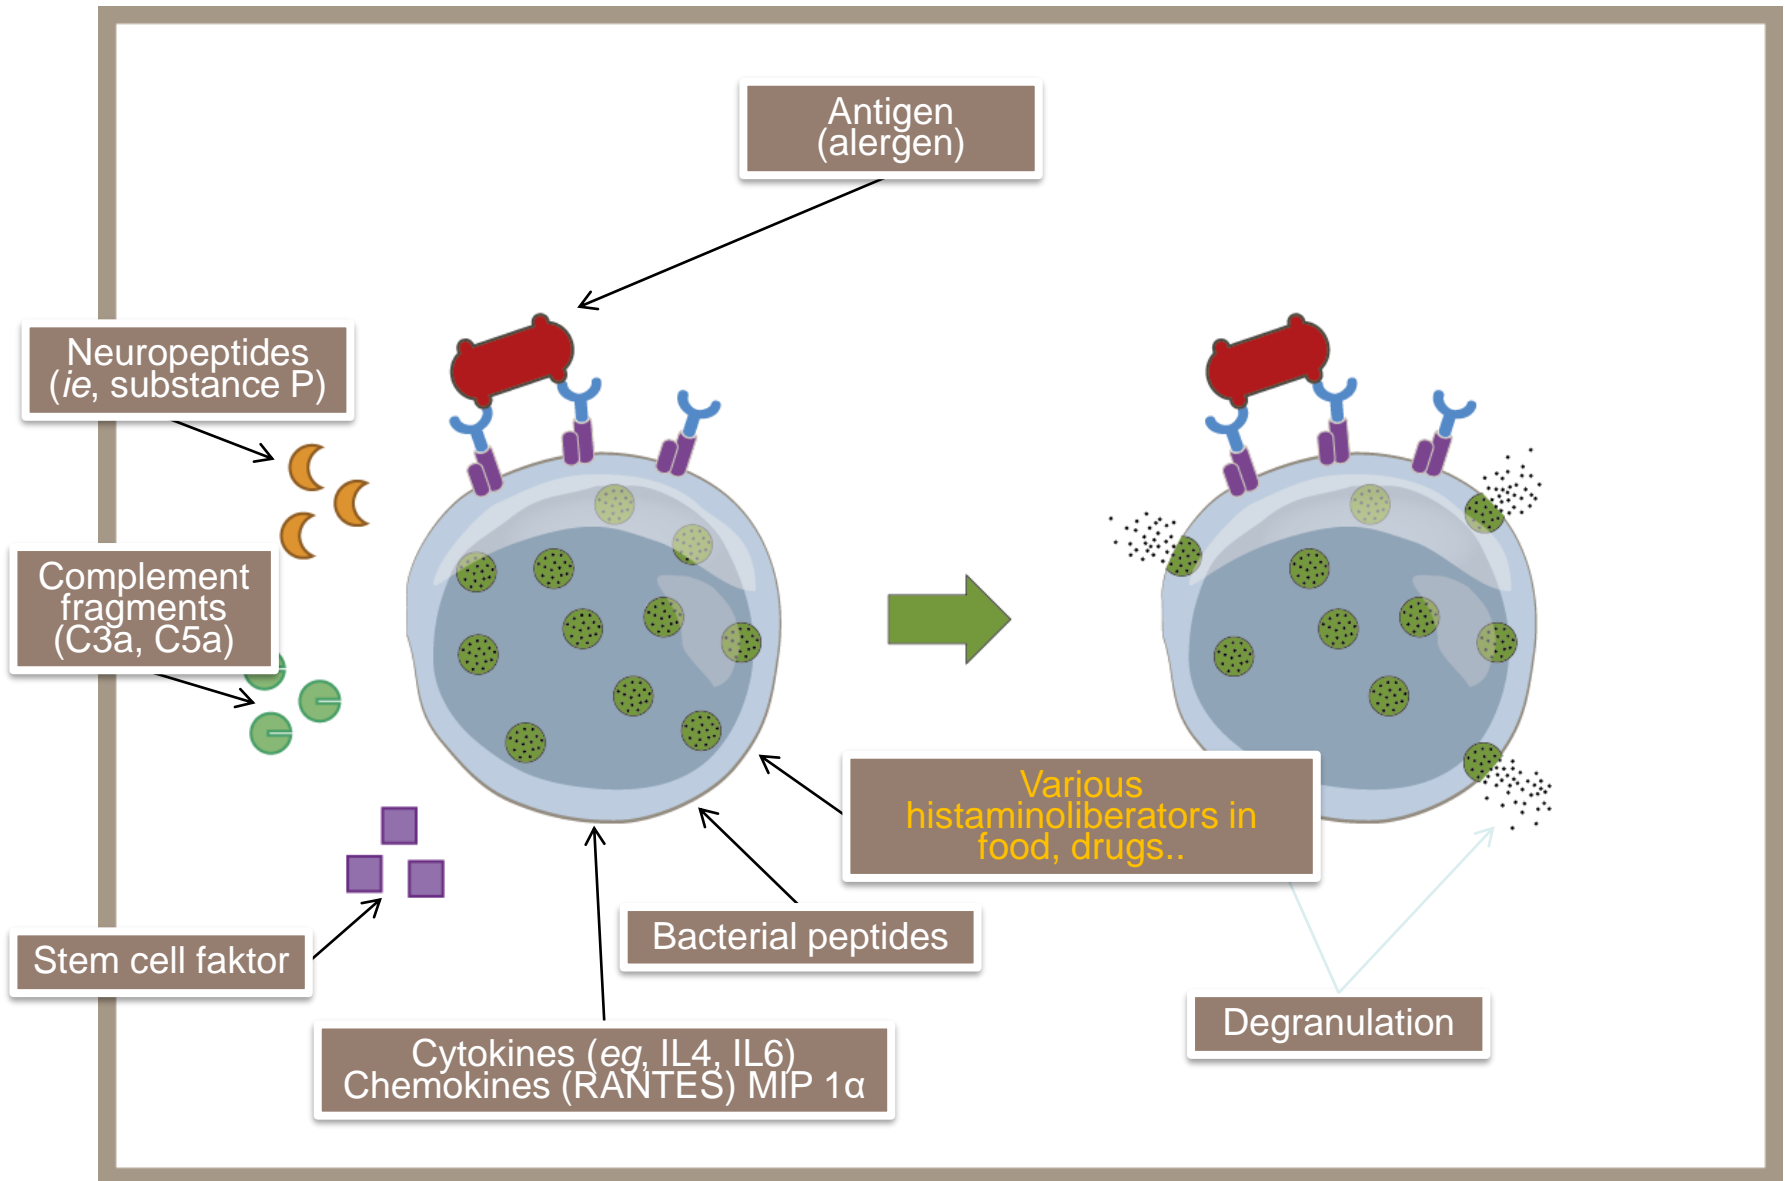 Antigen
(alergen)
Neuropeptides
(ie, substance P)
Complement
fragments
(C3a, C5a)
Various
histaminoliberators in
food, drugs..
Bacterial peptides
Stem cell faktor
Degranulation
Cytokines (eg, IL4, IL6)
Chemokines (RANTES) MIP 1α